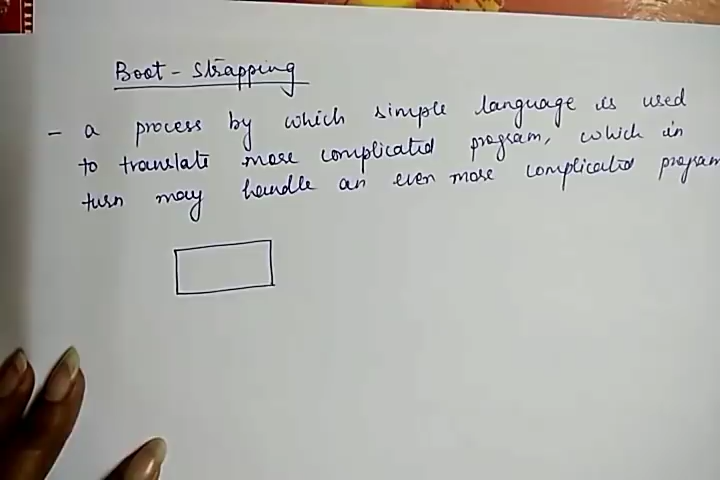 Boot - Strapping
- a process by which simple language is used
to translate more complicated program, which in
turn may handle an even more complicated program